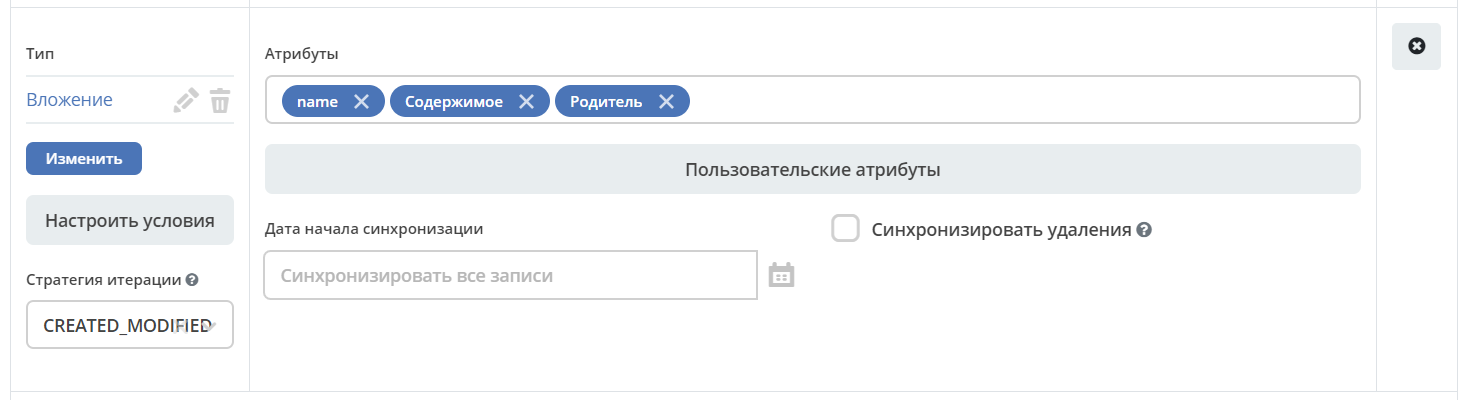 Тип
Вложение
Изменить
Настроить условия
Стратегия итерации
CREATED_MODIFIED
Атрибуты
name Содержимое Родитель
Пользовательские атрибуты
Дата начала синхронизации
Синхронизировать все записи
Синхронизировать удаления